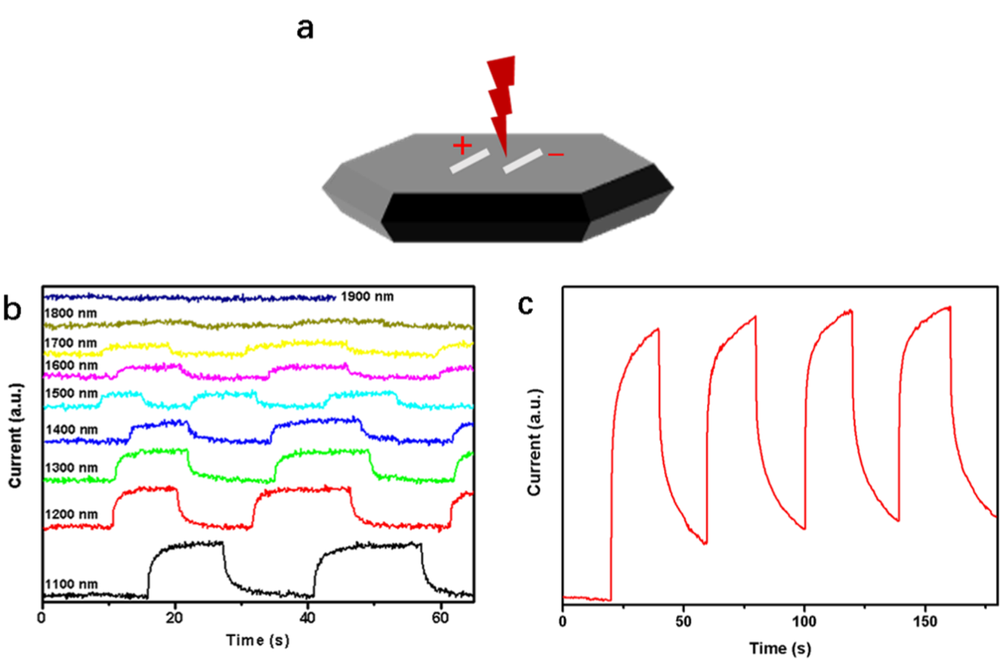 a
+
−
b
1900 nm
1800 nm
1700 nm
1600 nm
1500 nm
1400 nm
1300 nm
1200 nm
1100 nm
Current (a.u.)
0 20 40 60
Time (s)
c
Current (a.u.)
0 50 100 150
Time (s)